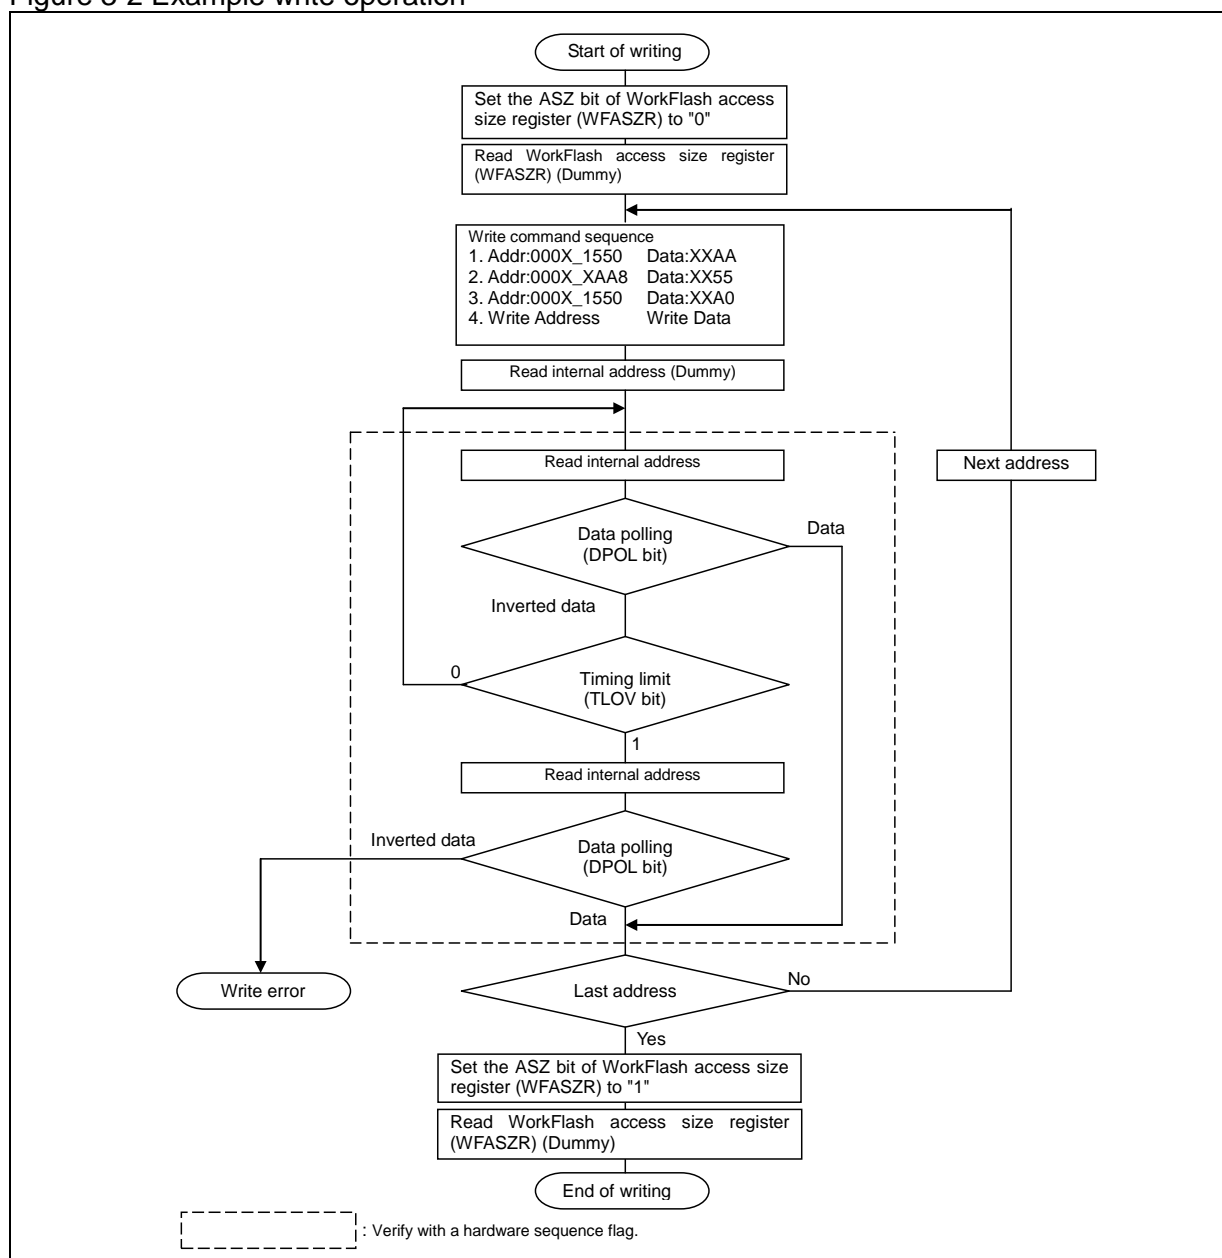 Figure 3-2 Example write operation
Start of writing
Set the ASZ bit of WorkFlash access
size register (WFASZR) to "0"
Read WorkFlash access size register
(WFASZR) (Dummy)
Write command sequence
1. Addr:000X_1550 Data:XXAA
2. Addr:000X_XAA8 Data:XX55
3. Addr:000X_1550 Data:XXA0
4. Write Address Write Data
Read internal address (Dummy)
Read internal address
Next address
Data polling
(DPOL bit)
Data
Inverted data
0
Timing limit
(TLOV bit)
1
Read internal address
Inverted data
Data polling
(DPOL bit)
Data
Write error
Last address
No
Yes
Set the ASZ bit of WorkFlash access size
register (WFASZR) to "1"
Read WorkFlash access size register
(WFASZR) (Dummy)
End of writing
: Verify with a hardware sequence flag.